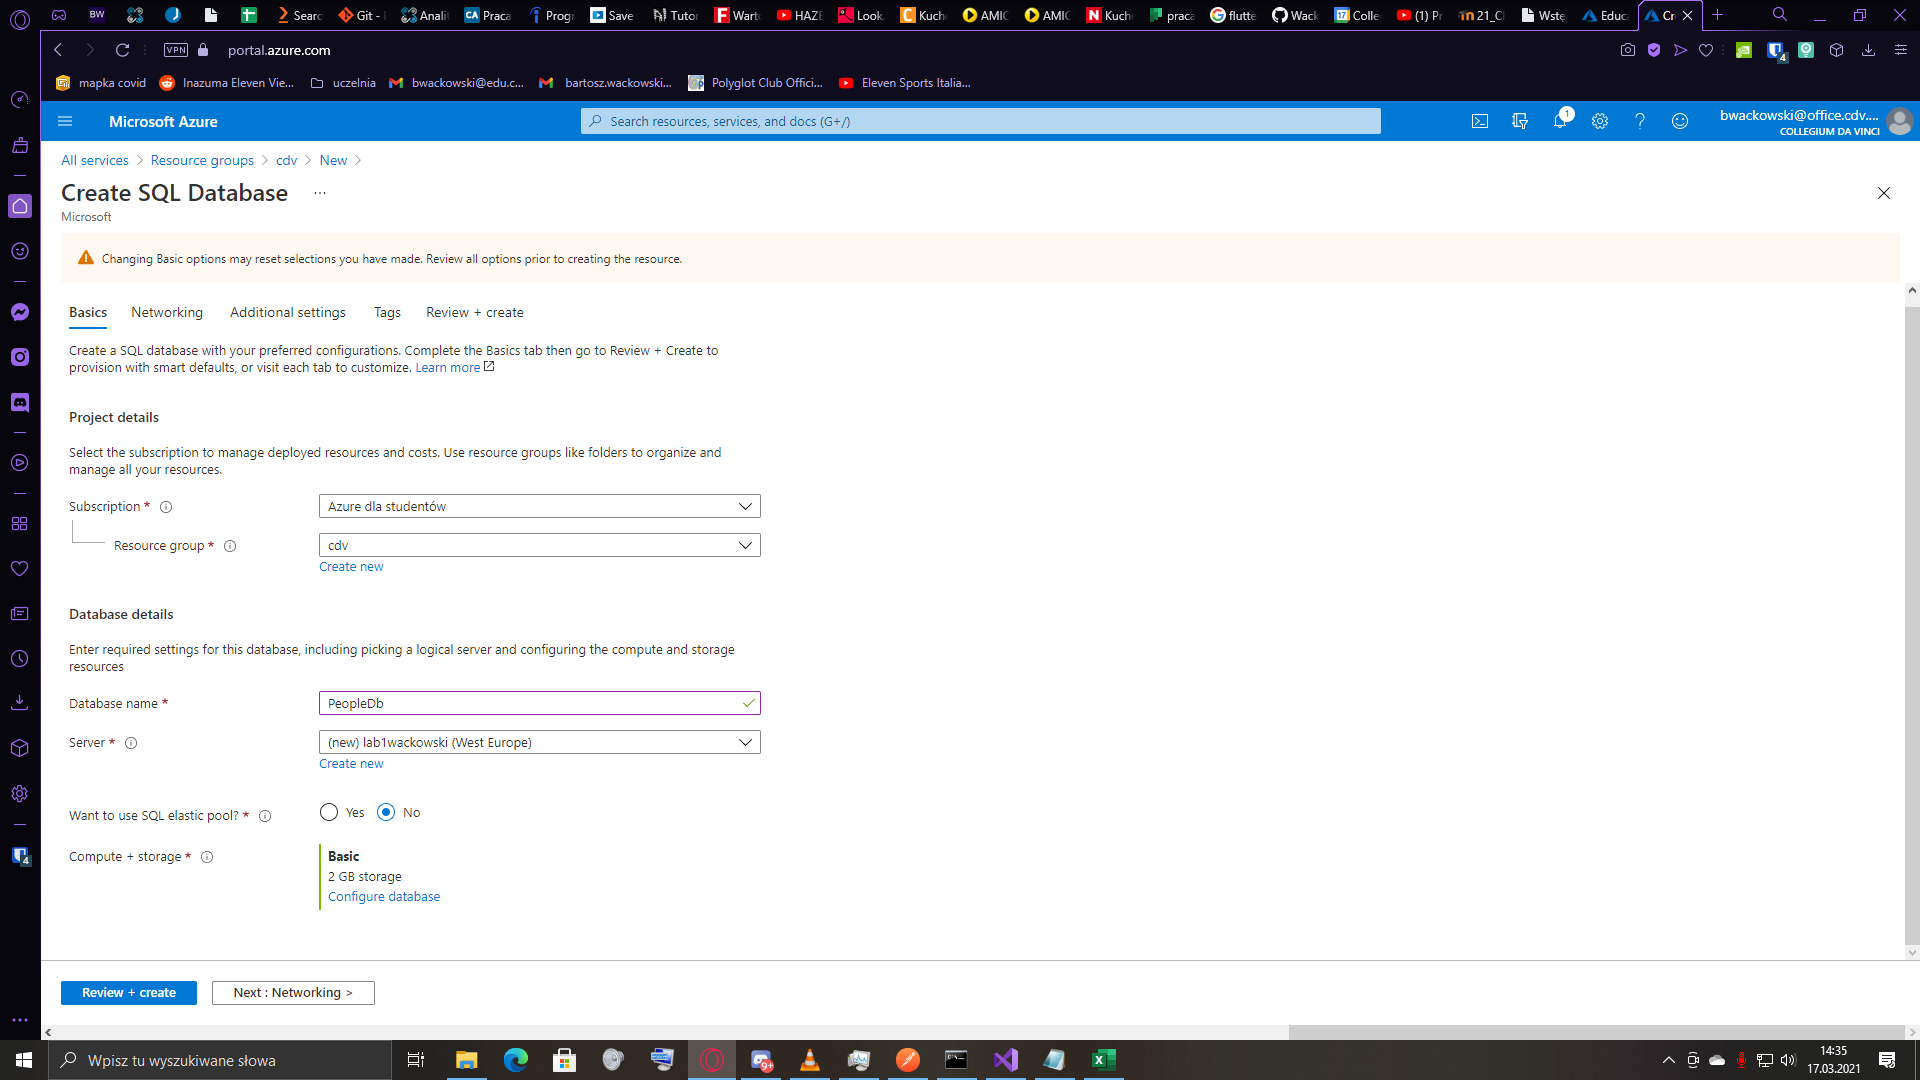 BW
Searc
Git -
Anali
Praca
Progr
Save
Tutor
Warto
HAZE
Look
Kuch
AMIC
AMIC
Kuch
praca
flutte
Wack
Colle
(1) Pr
21_Cl
Wstę
Educa
Cr
VPN
portal.azure.com
4
mapka covid
Inazuma Eleven Vie...
uczelnia
bwackowski@edu.c...
bartosz.wackowski...
Polyglot Club Offici...
Eleven Sports Italia...
Microsoft Azure
Search resources, services, and docs (G+/)
1
bwackowski@office.cdv....
COLLEGIUM DA VINCI
All services > Resource groups > cdv > New >
Create SQL Database ...
Microsoft
Changing Basic options may reset selections you have made. Review all options prior to creating the resource.
Basics Networking Additional settings Tags Review + create
Create a SQL database with your preferred configurations. Complete the Basics tab then go to Review + Create to
provision with smart defaults, or visit each tab to customize. Learn more
Project details
Select the subscription to manage deployed resources and costs. Use resource groups like folders to organize and
manage all your resources.
Subscription * Azure dla studentów
Resource group * cdv
Create new
Database details
Enter required settings for this database, including picking a logical server and configuring the compute and storage
resources
Database name * PeopleDb
Server * (new) lab1wackowski (West Europe)
Create new
Want to use SQL elastic pool? * Yes No
Compute + storage * Basic
2 GB storage
Configure database
4
Review + create
Next : Networking >
Wpisz tu wyszukiwane słowa
9+
14:35
17.03.2021